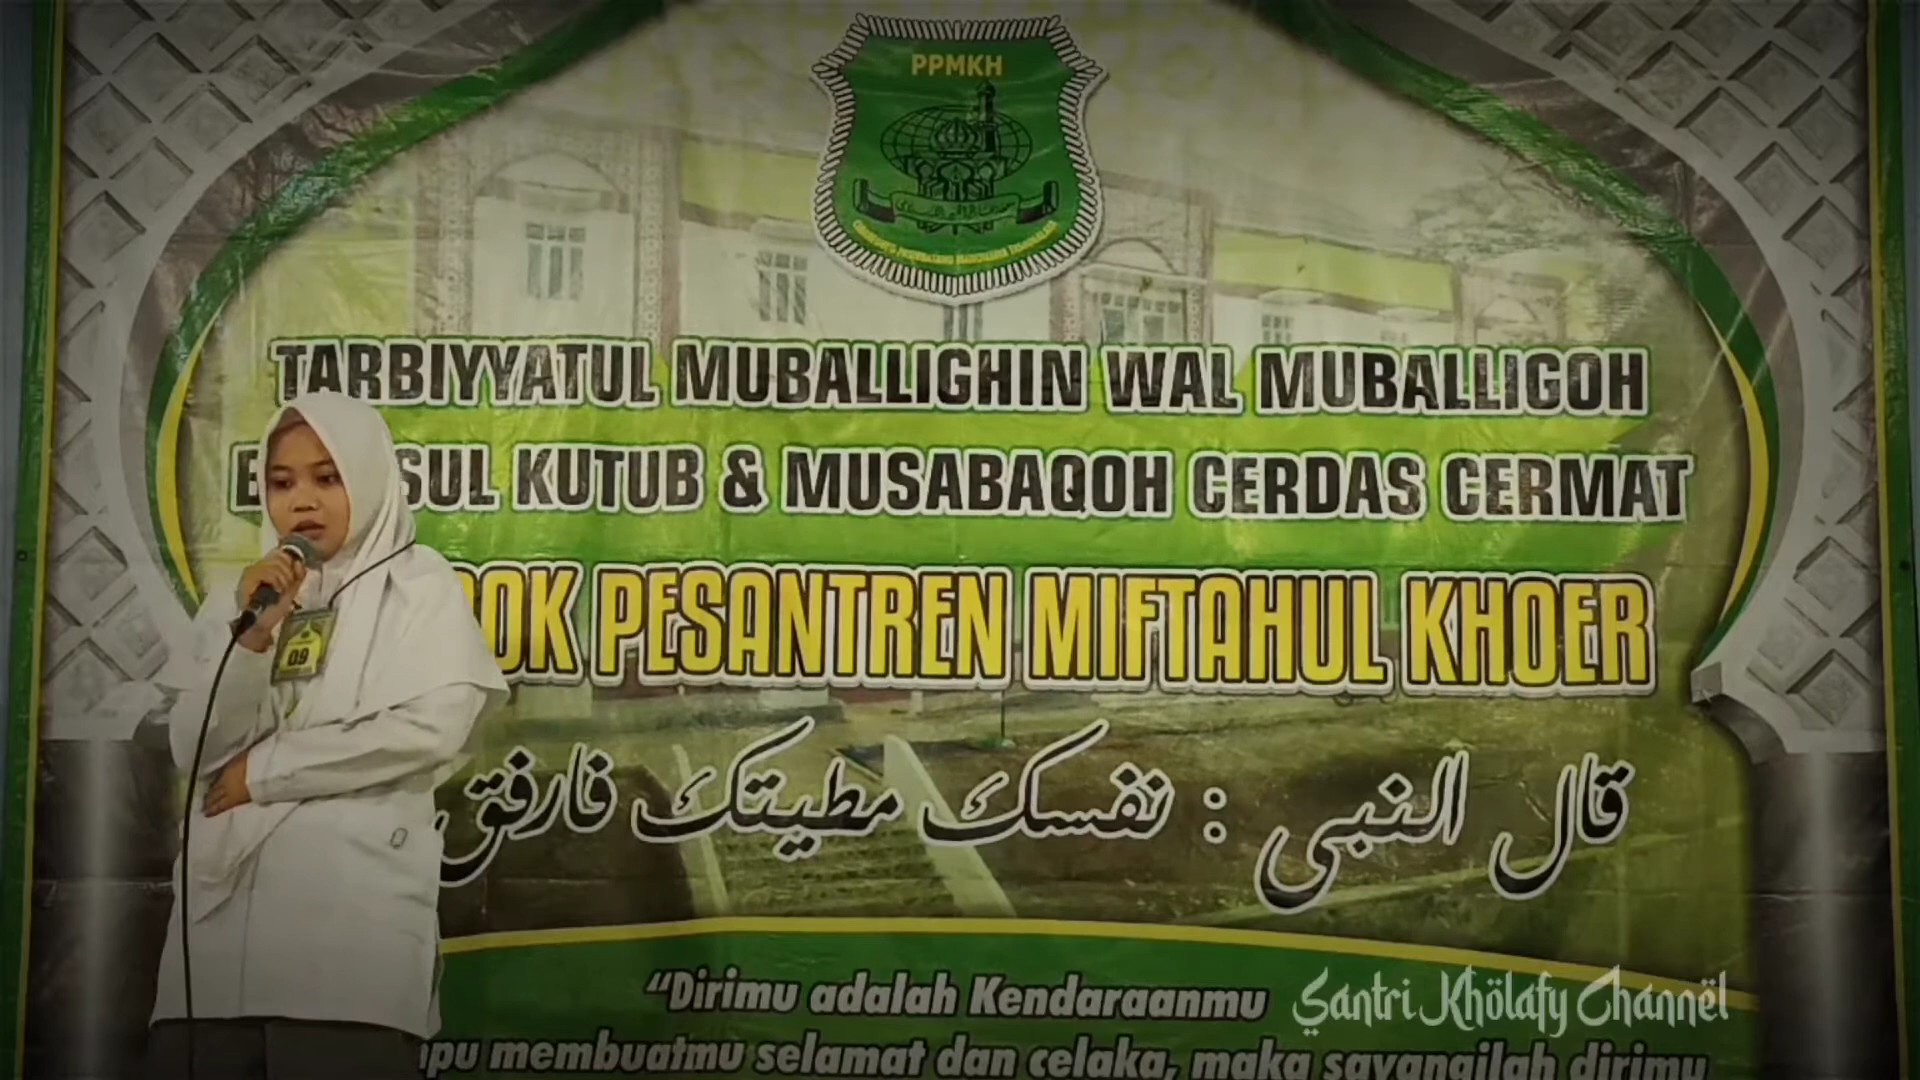 PPMKH
TARBIYYATUL MUBALLIGHIN WAL MUBALLIGOH
SUL KUTUB & MUSABAQOH CERDAS CERMAT
OK PESANTREN MIFTAHUL KHOER
09
قال النبى : نفسك مطيتك فارفق
“Dirimu adalah Kendaraanmu
Santri Khölafy Channël
pu membuatmu selamat dan celaka, maka sayangilah dirimu